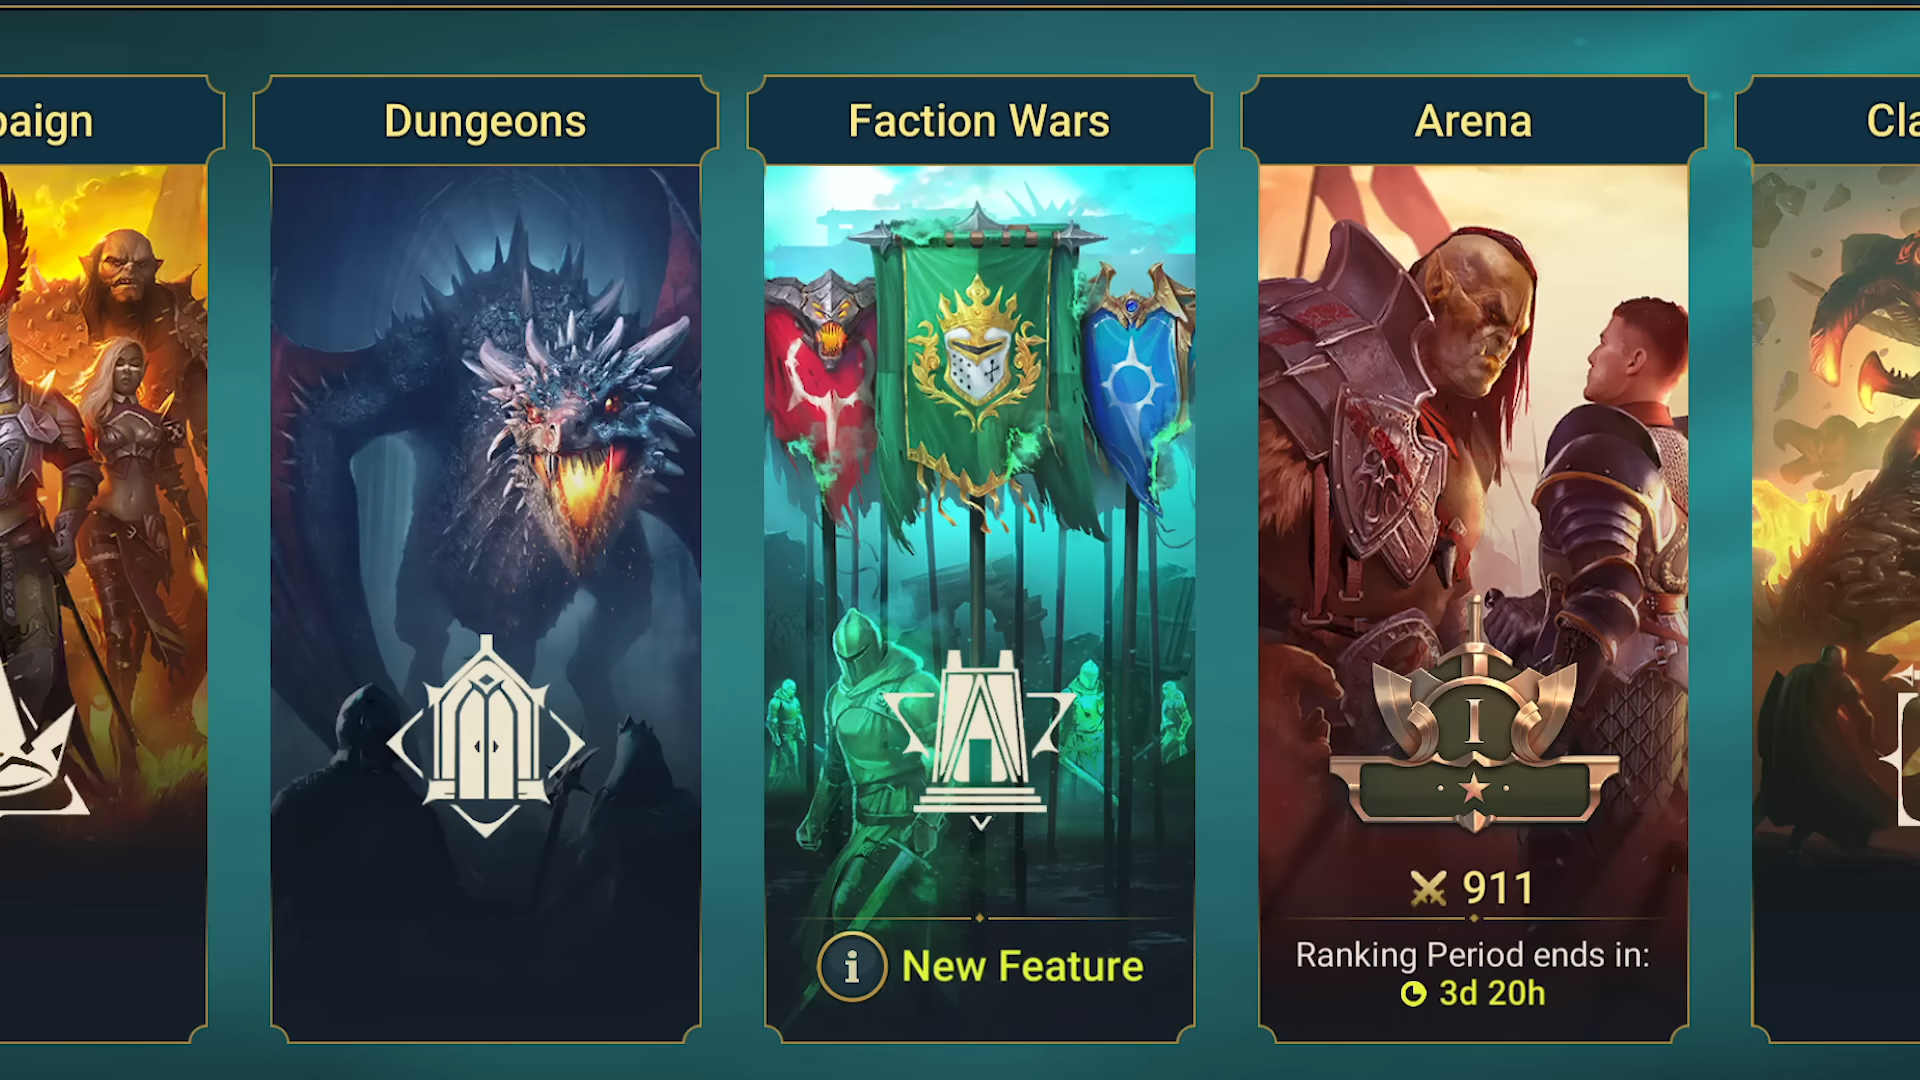 paign
Dungeons
Faction Wars
Arena
Cla
I
911
New Feature
Ranking Period ends in:
3d 20h